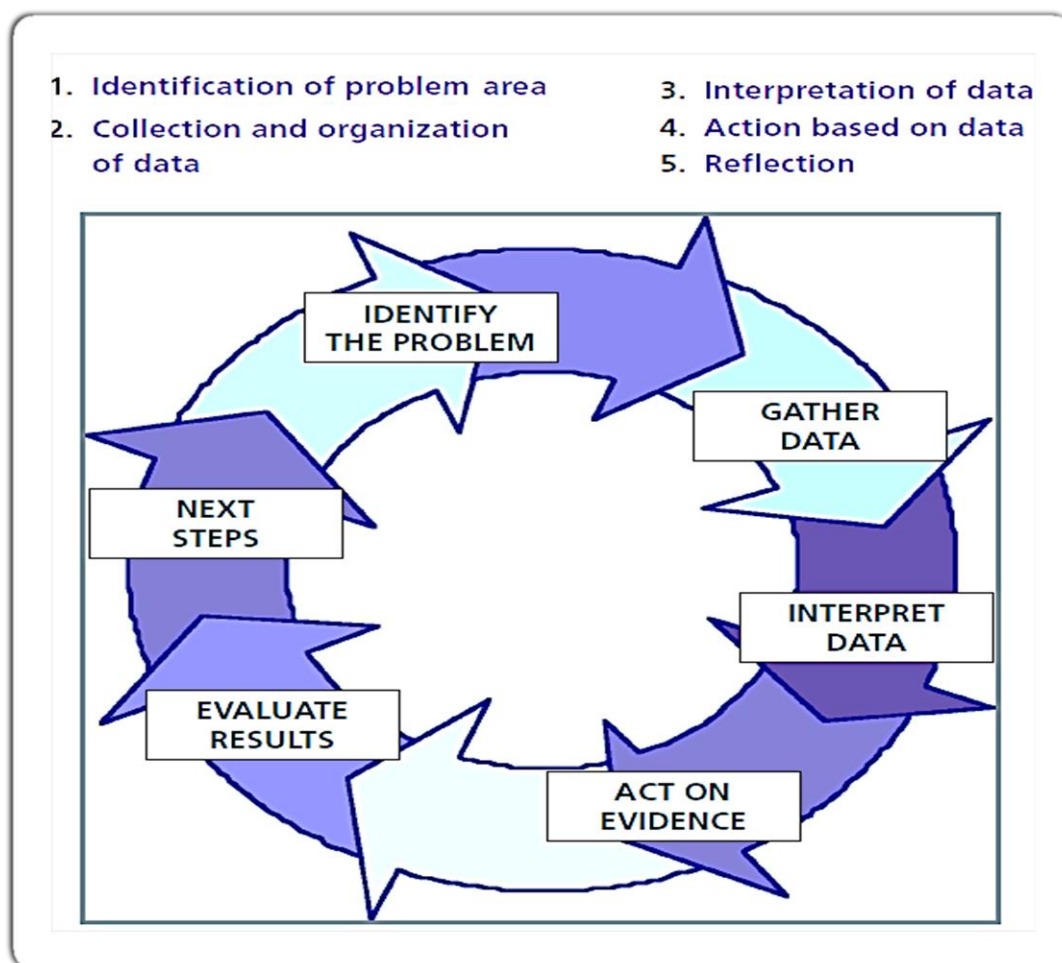 1. Identification of problem area
2. Collection and organization
of data
3. Interpretation of data
4. Action based on data
5. Reflection
IDENTIFY
THE PROBLEM
GATHER
DATA
INTERPRET
DATA
ACT ON
EVIDENCE
EVALUATE
RESULTS
NEXT
STEPS